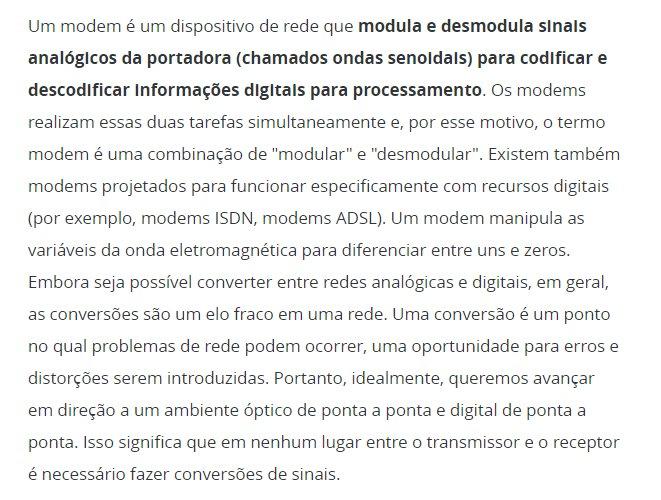 Um modem é um dispositivo de rede que modula e desmodula sinais
analógicos da portadora (chamados ondas senoidais) para codificar e
descodificar informações digitais para processamento. Os modems
realizam essas duas tarefas simultaneamente e, por esse motivo, o termo
modem é uma combinação de "modular" e "desmodular". Existem também
modems projetados para funcionar especificamente com recursos digitais
(por exemplo, modems ISDN, modems ADSL). Um modem manipula as
variáveis da onda eletromagnética para diferenciar entre uns e zeros.
Embora seja possível converter entre redes analógicas e digitais, em geral,
as conversões são um elo fraco em uma rede. Uma conversão é um ponto
no qual problemas de rede podem ocorrer, uma oportunidade para erros e
distorções serem introduzidas. Portanto, idealmente, queremos avançar
em direção a um ambiente óptico de ponta a ponta e digital de ponta a
ponta. Isso significa que em nenhum lugar entre o transmissor e o receptor
é necessário fazer conversões de sinais.